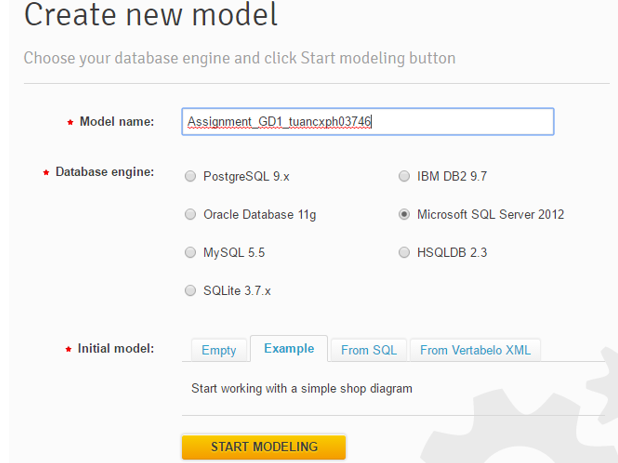 Create new model
Choose your database engine and click Start modeling button
* Model name: Assignment_GD1_tuancxph03746
* Database engine: PostgreSQL 9.x IBM DB2 9.7
Oracle Database 11g Microsoft SQL Server 2012
MySQL 5.5 HSQLDB 2.3
SQLite 3.7.x
* Initial model: Empty Example From SQL From Vertabelo XML
Start working with a simple shop diagram
START MODELING